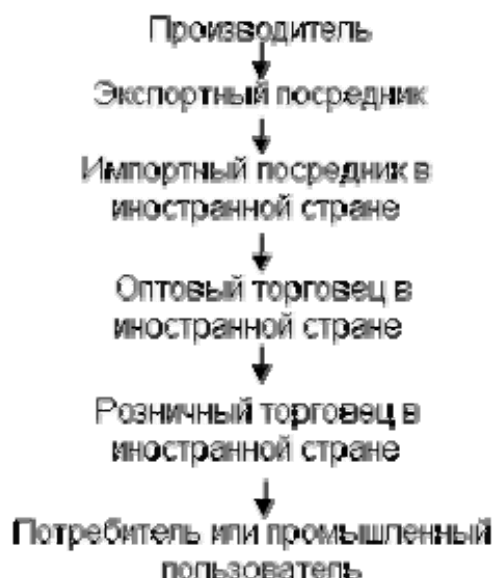 Производитель
Экспортный посредник
Импортный посредник в
иностранной стране
Оптовый торговец в
иностранной стране
Розничный торговец в
иностранной стране
Потребитель или промышленный
пользователь